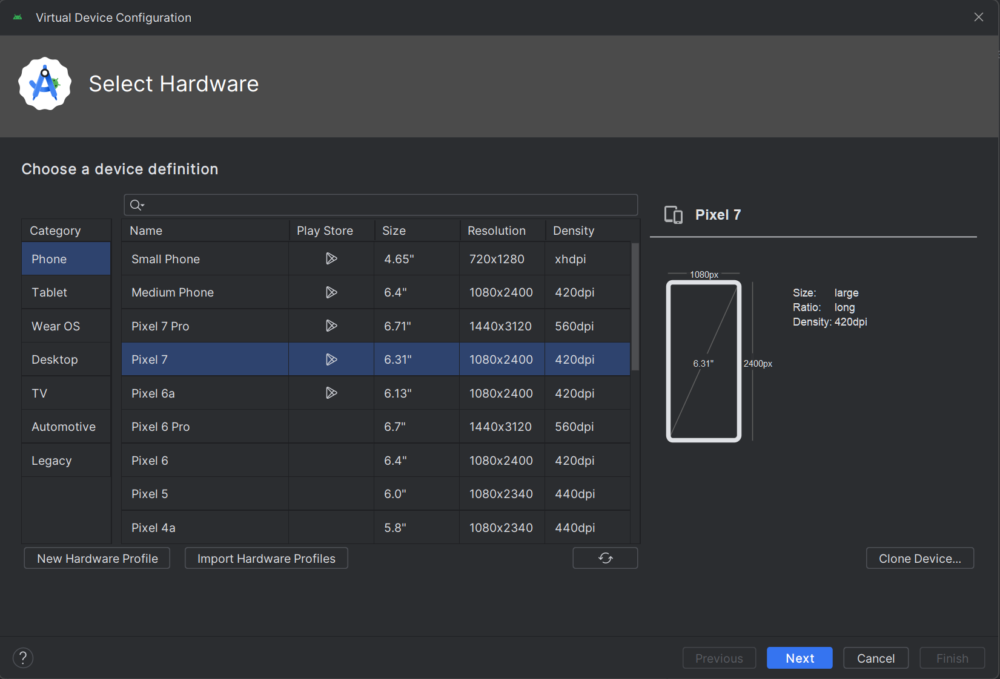 Virtual Device Configuration
Select Hardware
Choose a device definition
Category
Phone
Tablet
Wear OS
Desktop
TV
Automotive
Legacy
Name Play Store Size Resolution Density
Small Phone 4.65" 720x1280 xhdpi
Medium Phone 6.4" 1080x2400 420dpi
Pixel 7 Pro 6.71" 1440x3120 560dpi
Pixel 7 6.31" 1080x2400 420dpi
Pixel 6a 6.13" 1080x2400 420dpi
Pixel 6 Pro 6.7" 1440x3120 560dpi
Pixel 6 6.4" 1080x2400 420dpi
Pixel 5 6.0" 1080x2340 440dpi
Pixel 4a 5.8" 1080x2340 440dpi
Pixel 7
1080px
6.31"
2400px
Size: large
Ratio: long
Density: 420dpi
New Hardware Profile Import Hardware Profiles Clone Device...
? Previous Next Cancel Finish